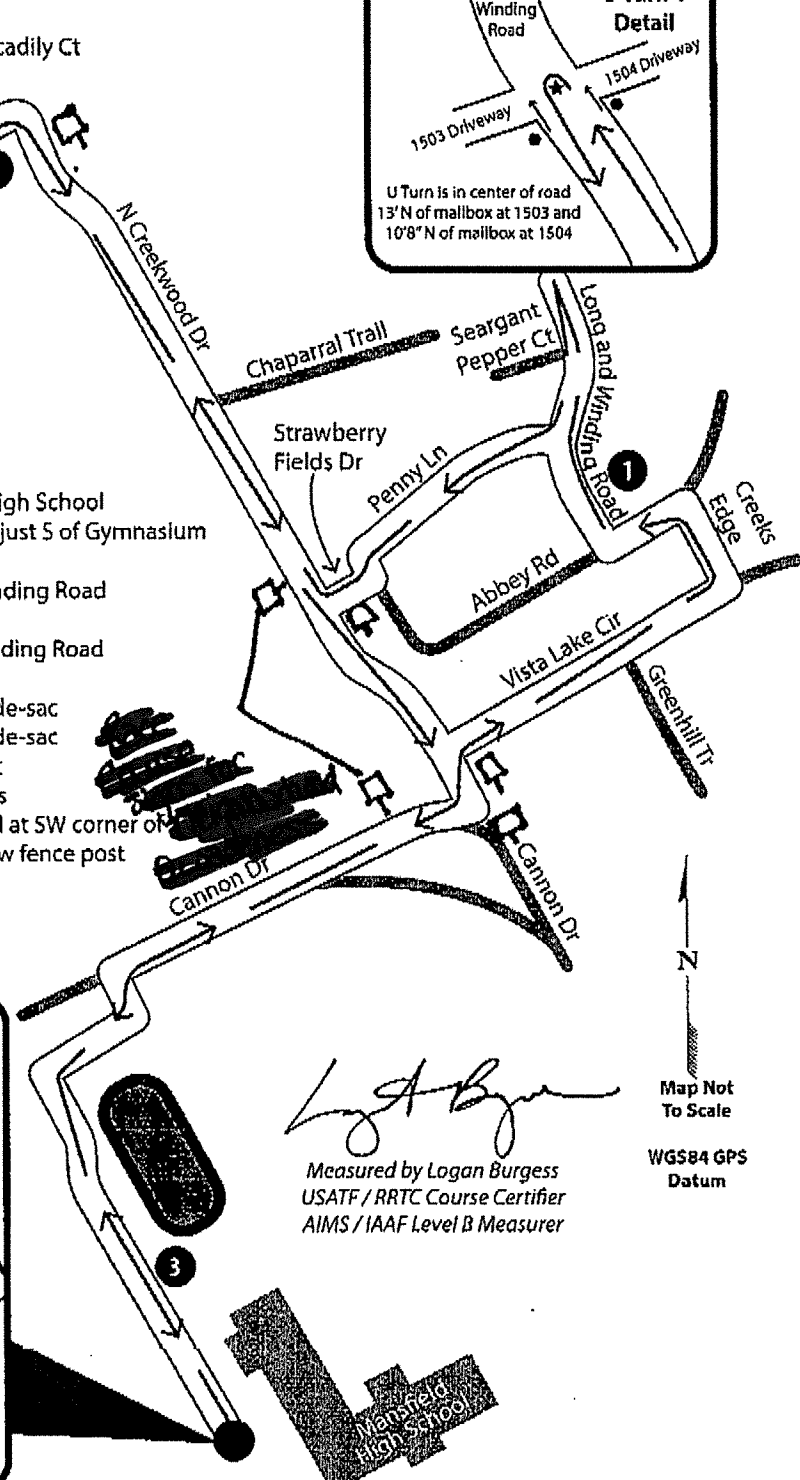 cadily Ct
Winding
Road
Detail
1503 Driveway
1504 Driveway
U Turn is in center of road
13'N of mailbox at 1503 and
10'8"N of mailbox at 1504
N Creekwood Dr
Chaparral Trail
Seargant
Pepper Ct
Long and Winding Road
Strawberry
Fields Dr
Penny Ln
1
Creeks
Edge
igh School
just S of Gymnasium
nding Road
ding Road
de-sac
de-sac
Abbey Rd
Vista Lake Cir
Greenhill Tr
d at SW corner of
w fence post
Cannon Dr
Cannon Dr
N
Map Not
To Scale
WGS84 GPS
Datum
Measured by Logan Burgess
USATF / RRTC Course Certifier
AIMS / IAAF Level B Measurer
3
Mansfield
High School